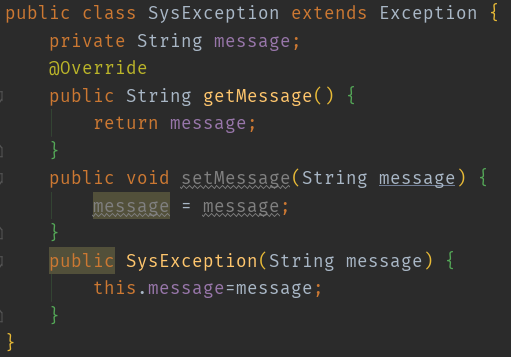 public class SysException extends Exception {
    private String message;
    @Override
    public String getMessage() {
        return message;
    }
    public void setMessage(String message) {
        message = message;
    }
    public SysException(String message) {
        this.message=message;
    }
}